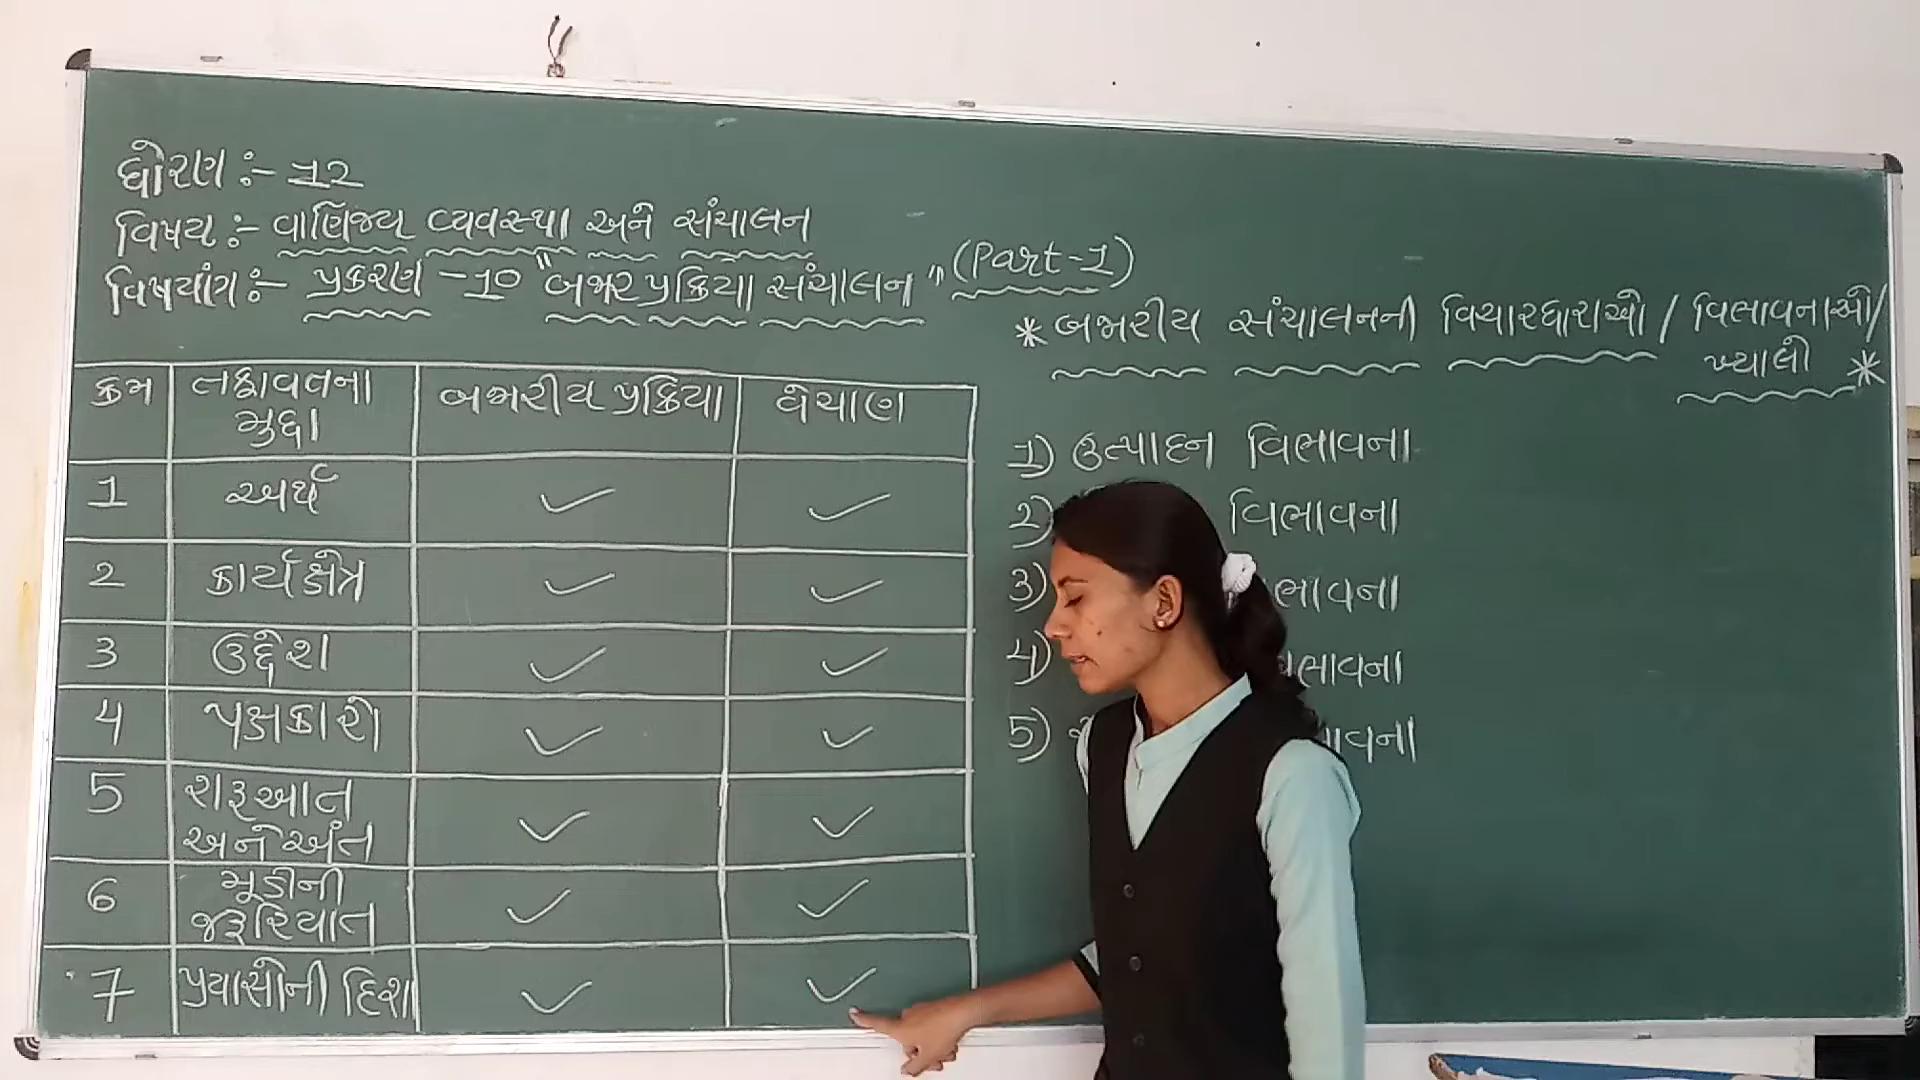 ધોરણ :- 12
વિષય :- વાણિજ્ય વ્યવસ્થા અને સંચાલન
વિષયાંગ :- પ્રકરણ - 10 "બજાર પ્રક્રિયા સંચાલન" (Part-1)
ક્રમ તફાવતના મુદ્દા બજારીય પ્રક્રિયા વેચાણ
1 અર્થ ✓ ✓
2 કાર્યક્ષેત્ર ✓ ✓
3 ઉદ્દેશ ✓ ✓
4 પક્ષકારો ✓ ✓
5 શરૂઆત અને અંત ✓ ✓
6 મૂડીની જરૂરિયાત ✓ ✓
7 પ્રયાસોની દિશા ✓ ✓
* બજારીય સંચાલનની વિચારધારાઓ / વિભાવનાઓ /
ખ્યાલો *
1) ઉત્પાદન વિભાવના
2) વિભાવના
3)
4)
5)